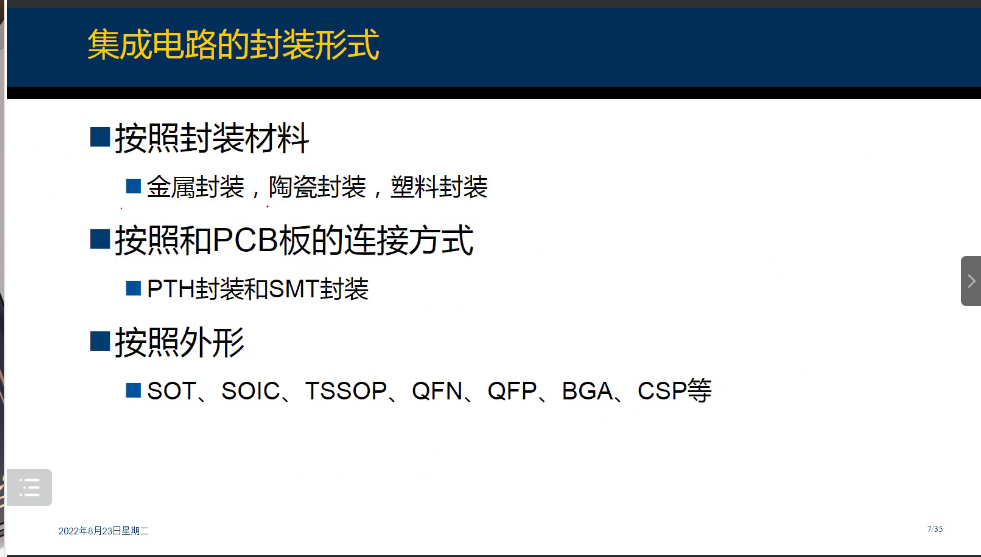 集成电路的封装形式
按照封装材料
金属封装，陶瓷封装，塑料封装
按照和PCB板的连接方式
PTH封装和SMT封装
按照外形
SOT、SOIC、TSSOP、QFN、QFP、BGA、CSP等
2022年8月23日星期二
7/35